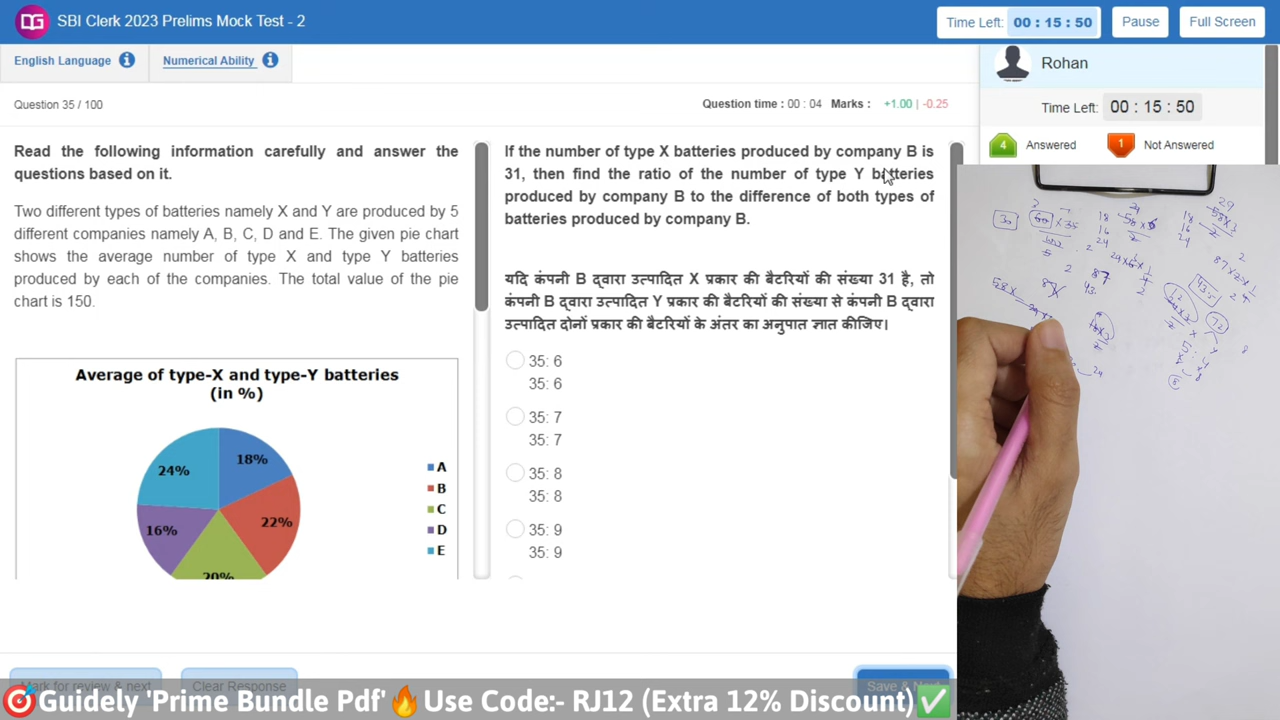 SBI Clerk 2023 Prelims Mock Test - 2
Time Left: 00 : 15 : 50
Pause
Full Screen
English Language
Numerical Ability
Rohan
Question 35 / 100
Question time : 00 : 04 Marks : +1.00 | -0.25
Time Left: 00 : 15 : 50
4 Answered
1 Not Answered
Read the following information carefully and answer the
questions based on it.
Two different types of batteries namely X and Y are produced by 5
different companies namely A, B, C, D and E. The given pie chart
shows the average number of type X and type Y batteries
produced by each of the companies. The total value of the pie
chart is 150.
Average of type-X and type-Y batteries
(in %)
18%
22%
20%
16%
24%
A
B
C
D
E
If the number of type X batteries produced by company B is
31, then find the ratio of the number of type Y batteries
produced by company B to the difference of both types of
batteries produced by company B.
यदि कंपनी B द्वारा उत्पादित X प्रकार की बैटरियों की संख्या 31 है, तो
कंपनी B द्वारा उत्पादित Y प्रकार की बैटरियों की संख्या से कंपनी B द्वारा
उत्पादित दोनों प्रकार की बैटरियों के अंतर का अनुपात ज्ञात कीजिए।
35: 6
35: 6
35: 7
35: 7
35: 8
35: 8
35: 9
35: 9
Mark for review & next
Clear Response
Save & Next
🎯Guidely 'Prime Bundle Pdf'🔥Use Code:- RJ12 (Extra 12% Discount)✅